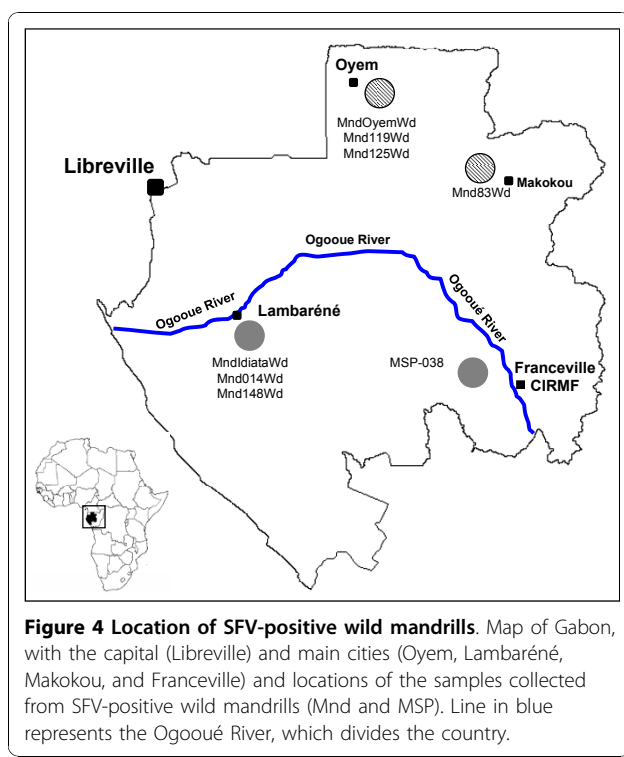 Oyem
MndOyemWd
Mnd119Wd
Mnd125Wd
Libreville
Makokou
Mnd83Wd
Ogooue River
Ogooue River
Ogooué River
Lambaréné
MndIdiataWd
Mnd014Wd
Mnd148Wd
MSP-038
Franceville
CIRMF
Figure 4 Location of SFV-positive wild mandrills. Map of Gabon,
with the capital (Libreville) and main cities (Oyem, Lambaréné,
Makokou, and Franceville) and locations of the samples collected
from SFV-positive wild mandrills (Mnd and MSP). Line in blue
represents the Ogooué River, which divides the country.